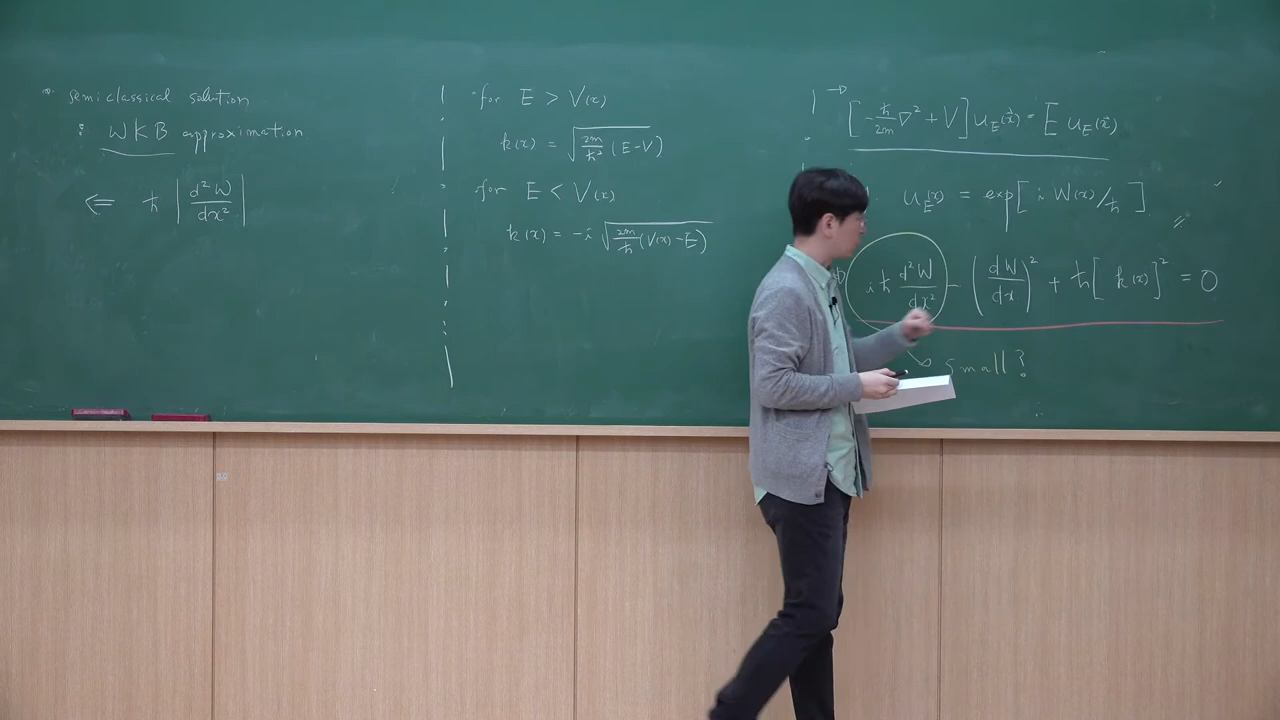 semiclassical solution
: WKB approximation
⇐ ħ |d²W/dx²|
for E > V(x)
k(x) = √(2m/ħ² (E-V))
for E < V(x)
k(x) = -i √(2m/ħ (V(x)-E))
→ [-ħ/2m ∇² + V] u_E(x⃗) = E u_E(x⃗)
u_E(x) = exp[i W(x)/ħ]
iħ d²W/dx² - (dW/dx)² + ħ[k(x)]² = 0
↳ small?